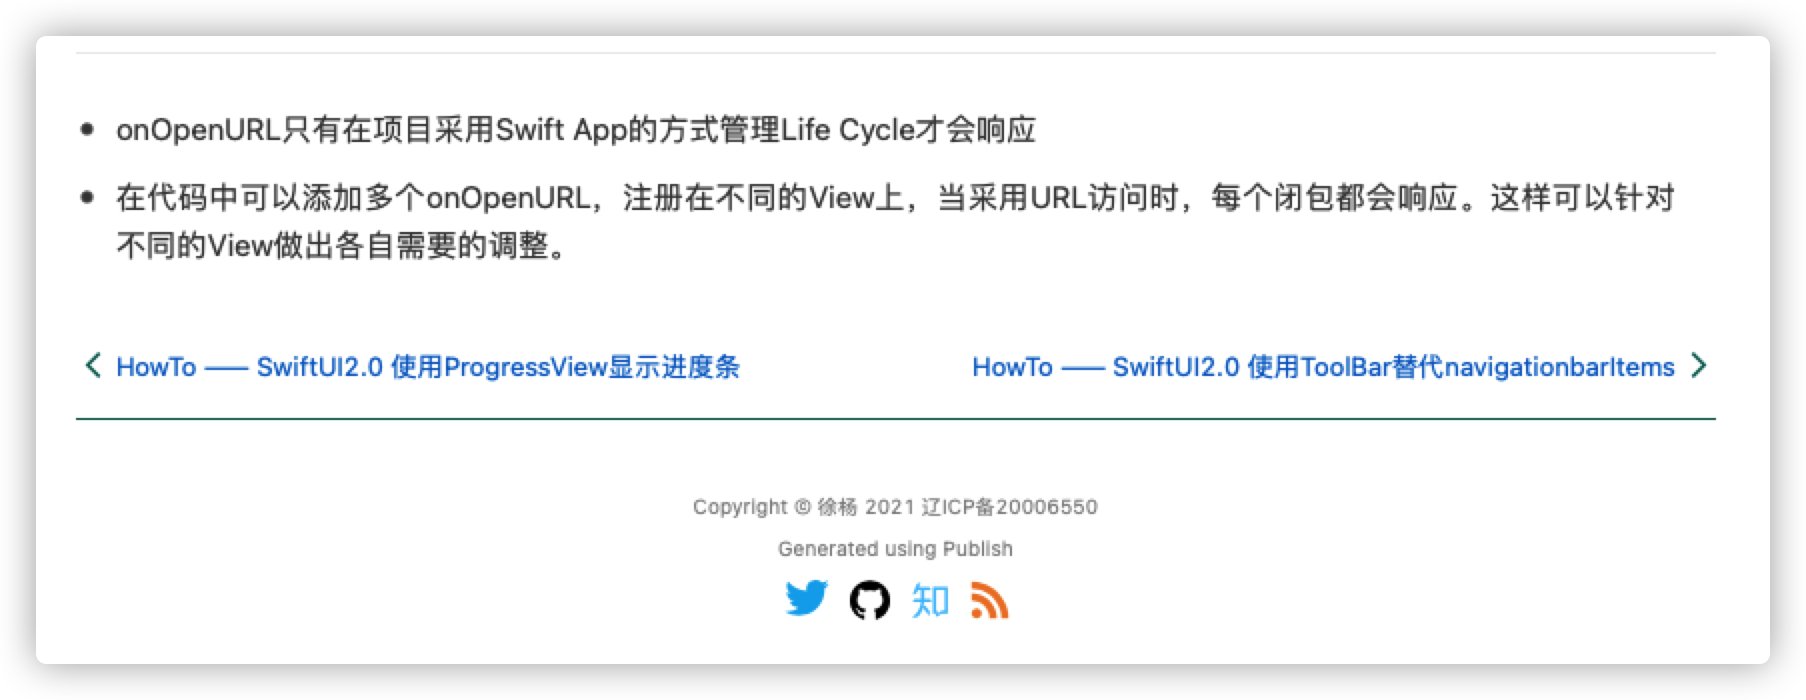 onOpenURL只有在项目采用Swift App的方式管理Life Cycle才会响应
在代码中可以添加多个onOpenURL，注册在不同的View上，当采用URL访问时，每个闭包都会响应。这样可以针对
不同的View做出各自需要的调整。
HowTo —— SwiftUI2.0 使用ProgressView显示进度条
HowTo —— SwiftUI2.0 使用ToolBar替代navigationbarItems
Copyright © 徐杨 2021 辽ICP备20006550
Generated using Publish
知